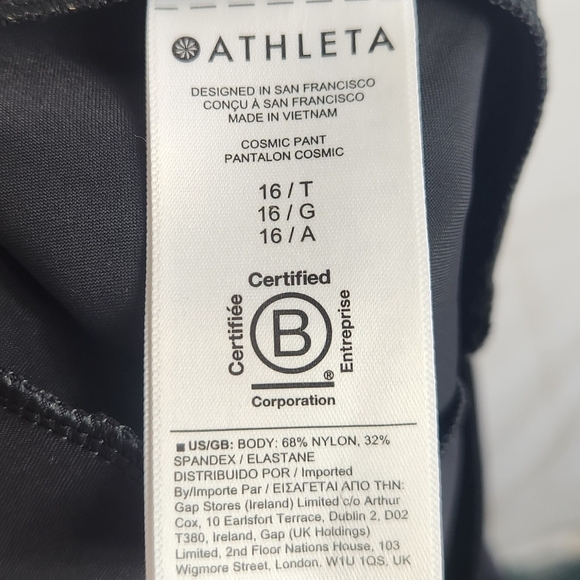 ATHLETA
DESIGNED IN SAN FRANCISCO
CONÇU À SAN FRANCISCO
MADE IN VIETNAM
COSMIC PANT
PANTALON COSMIC
16 / T
16 / G
16 / A
Certified
Certifiée
B
Entreprise
®
Corporation
■ US/GB: BODY: 68% NYLON, 32%
SPANDEX / ELASTANE
DISTRIBUIDO POR / Imported
By/Importe Par / ΕΙΣΑΓΕΤΑΙ ΑΠΟ ΤΗΝ:
Gap Stores (Ireland) Limited c/o Arthur
Cox, 10 Earlsfort Terrace, Dublin 2, D02
T380, Ireland, Gap (UK Holdings)
Limited, 2nd Floor Nations House, 103
Wigmore Street, London. W1U 1QS, UK